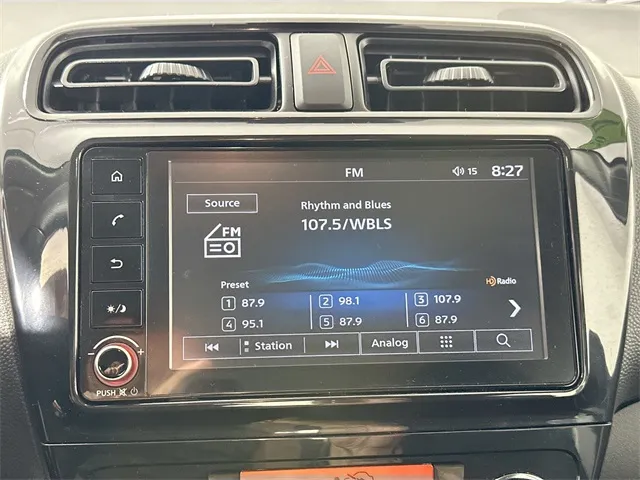 FM 15 8:27
Source
Rhythm and Blues
FM
107.5/WBLS
HD Radio
Preset
1 87.9 2 98.1 3 107.9
4 95.1 5 87.9 6 87.9
Station Analog
- +
PUSH